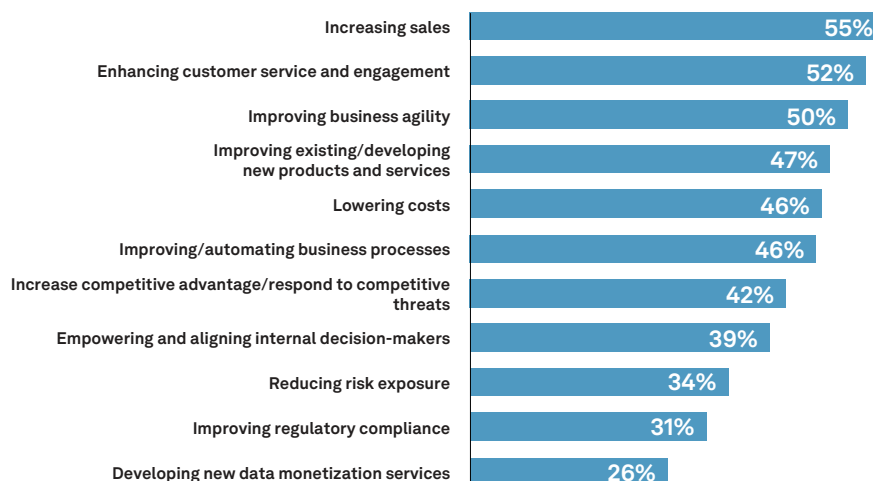 Increasing sales 55%
Enhancing customer service and engagement 52%
Improving business agility 50%
Improving existing/developing
new products and services 47%
Lowering costs 46%
Improving/automating business processes 46%
Increase competitive advantage/respond to competitive
threats 42%
Empowering and aligning internal decision-makers 39%
Reducing risk exposure 34%
Improving regulatory compliance 31%
Developing new data monetization services 26%